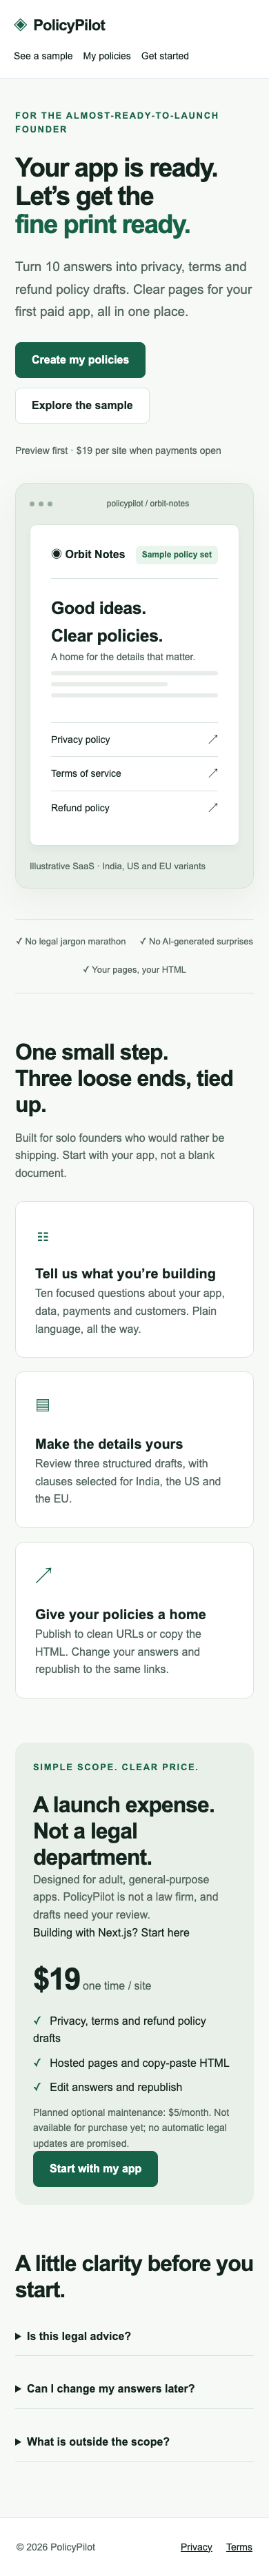 PolicyPilot
See a sample My policies Get started
FOR THE ALMOST-READY-TO-LAUNCH
FOUNDER
Your app is ready.
Let’s get the
fine print ready.
Turn 10 answers into privacy, terms and
refund policy drafts. Clear pages for your
first paid app, all in one place.
Create my policies
Explore the sample
Preview first · $19 per site when payments open
policypilot / orbit-notes
Orbit Notes Sample policy set
Good ideas.
Clear policies.
A home for the details that matter.
Privacy policy ↗
Terms of service ↗
Refund policy ↗
Illustrative SaaS · India, US and EU variants
✓ No legal jargon marathon ✓ No AI-generated surprises
✓ Your pages, your HTML
One small step.
Three loose ends, tied
up.
Built for solo founders who would rather be
shipping. Start with your app, not a blank
document.
Tell us what you’re building
Ten focused questions about your app,
data, payments and customers. Plain
language, all the way.
Make the details yours
Review three structured drafts, with
clauses selected for India, the US and
the EU.
Give your policies a home
Publish to clean URLs or copy the
HTML. Change your answers and
republish to the same links.
SIMPLE SCOPE. CLEAR PRICE.
A launch expense.
Not a legal
department.
Designed for adult, general-purpose
apps. PolicyPilot is not a law firm, and
drafts need your review.
Building with Next.js? Start here
$19 one time / site
✓ Privacy, terms and refund policy
drafts
✓ Hosted pages and copy-paste HTML
✓ Edit answers and republish
Planned optional maintenance: $5/month. Not
available for purchase yet; no automatic legal
updates are promised.
Start with my app
A little clarity before you
start.
Is this legal advice?
Can I change my answers later?
What is outside the scope?
© 2026 PolicyPilot Privacy Terms